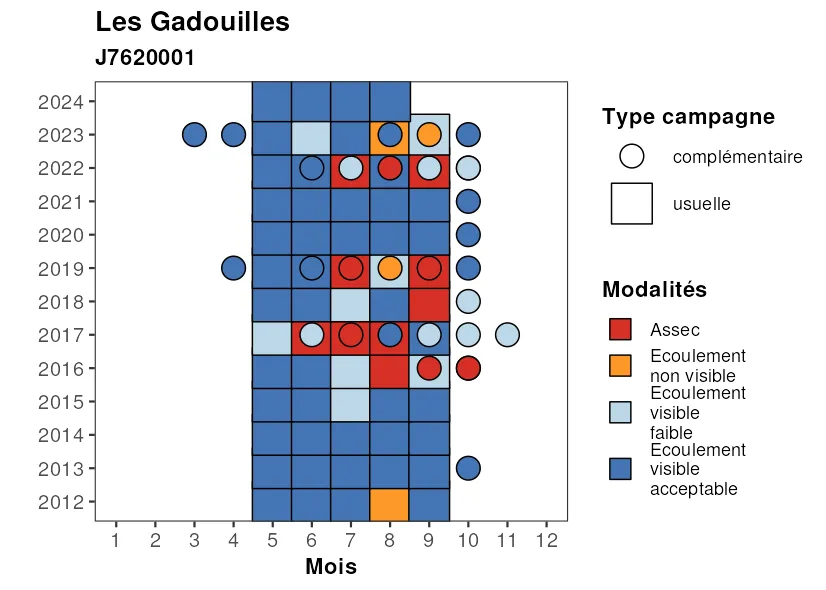 Les Gadouilles
J7620001
2024
2023
2022
2021
2020
2019
2018
2017
2016
2015
2014
2013
2012
1 2 3 4 5 6 7 8 9 10 11 12
Mois
Type campagne
complémentaire
usuelle
Modalités
Assec
Ecoulement
non visible
Ecoulement
visible
faible
Ecoulement
visible
acceptable